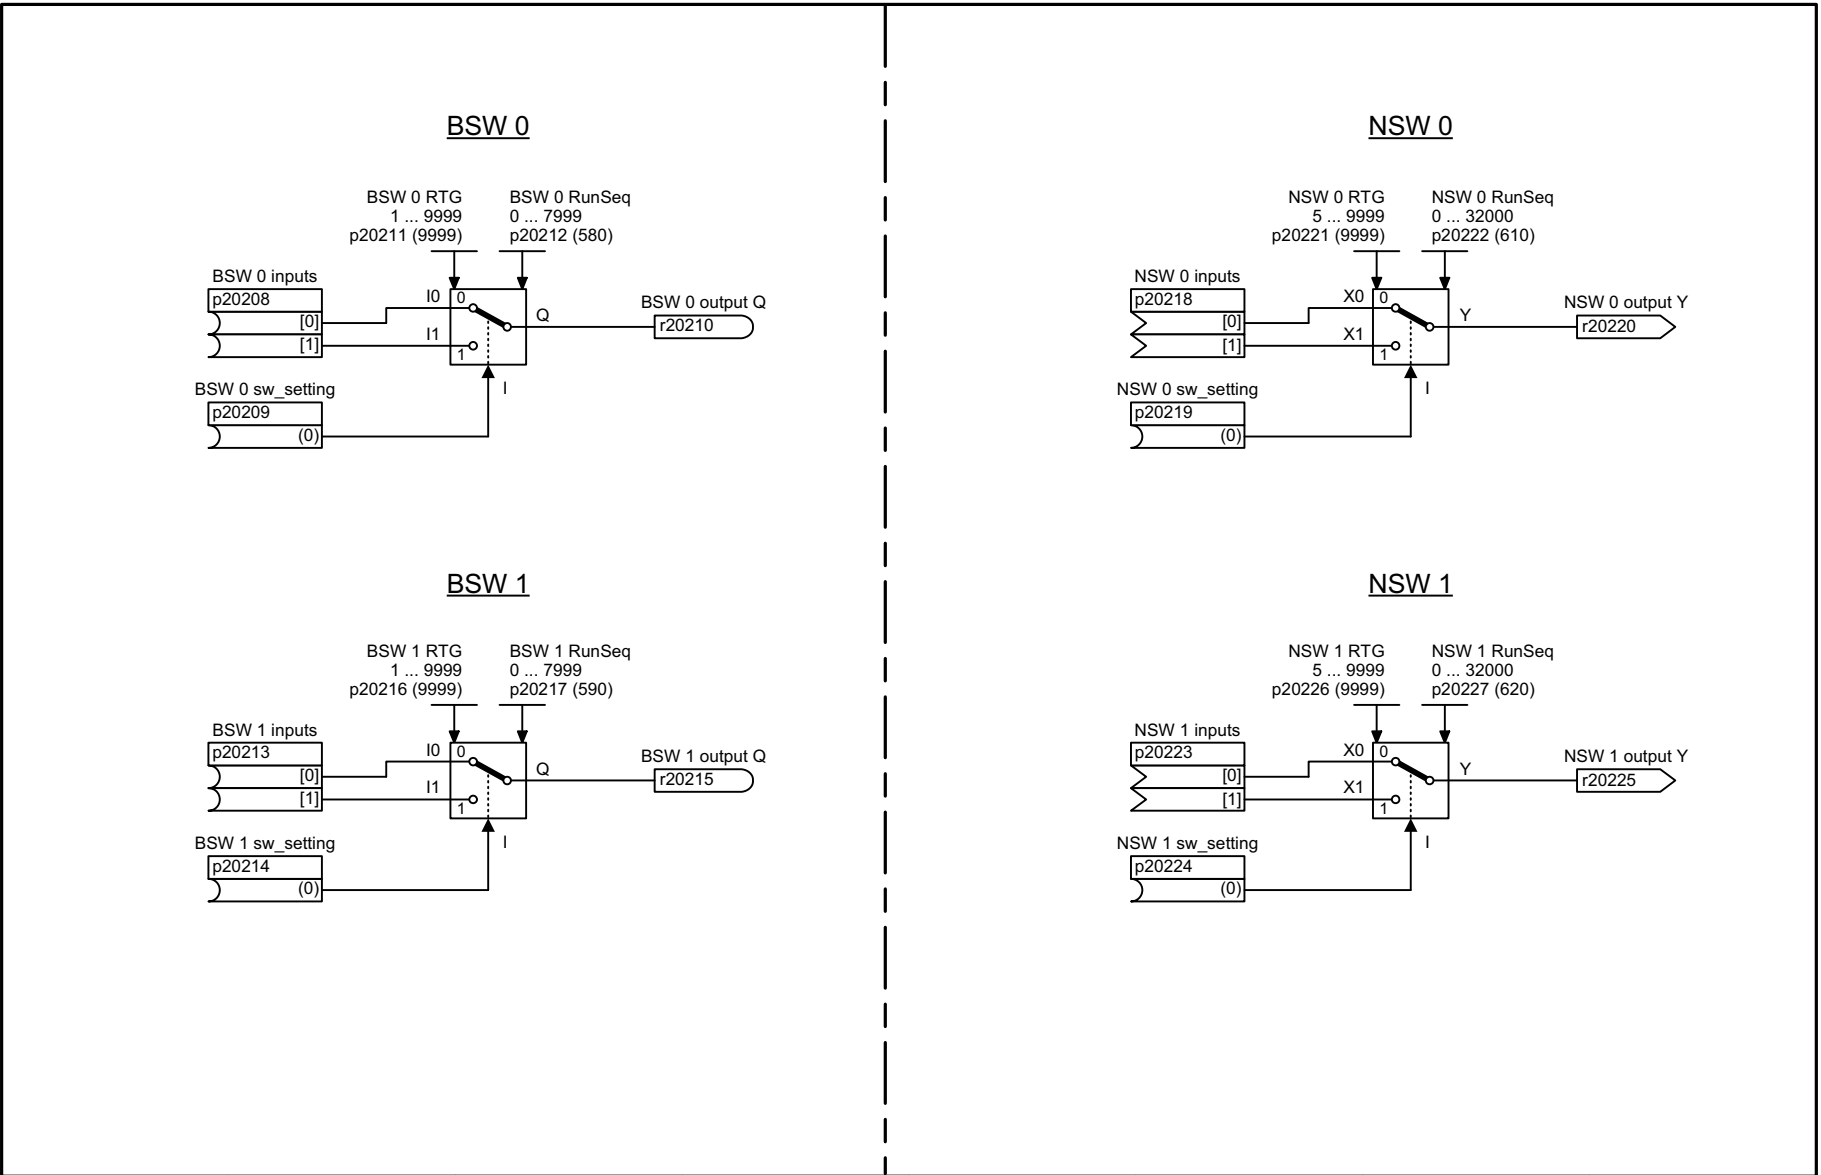 BSW 0
BSW 0 RTG
1 ... 9999
p20211 (9999)
BSW 0 RunSeq
0 ... 7999
p20212 (580)
BSW 0 inputs
p20208
[0]
[1]
I0
I1
0
1
Q
I
BSW 0 output Q
r20210
BSW 0 sw_setting
p20209
(0)
BSW 1
BSW 1 RTG
1 ... 9999
p20216 (9999)
BSW 1 RunSeq
0 ... 7999
p20217 (590)
BSW 1 inputs
p20213
[0]
[1]
I0
I1
0
1
Q
I
BSW 1 output Q
r20215
BSW 1 sw_setting
p20214
(0)
NSW 0
NSW 0 RTG
5 ... 9999
p20221 (9999)
NSW 0 RunSeq
0 ... 32000
p20222 (610)
NSW 0 inputs
p20218
[0]
[1]
X0
X1
0
1
Y
I
NSW 0 output Y
r20220
NSW 0 sw_setting
p20219
(0)
NSW 1
NSW 1 RTG
5 ... 9999
p20226 (9999)
NSW 1 RunSeq
0 ... 32000
p20227 (620)
NSW 1 inputs
p20223
[0]
[1]
X0
X1
0
1
Y
I
NSW 1 output Y
r20225
NSW 1 sw_setting
p20224
(0)